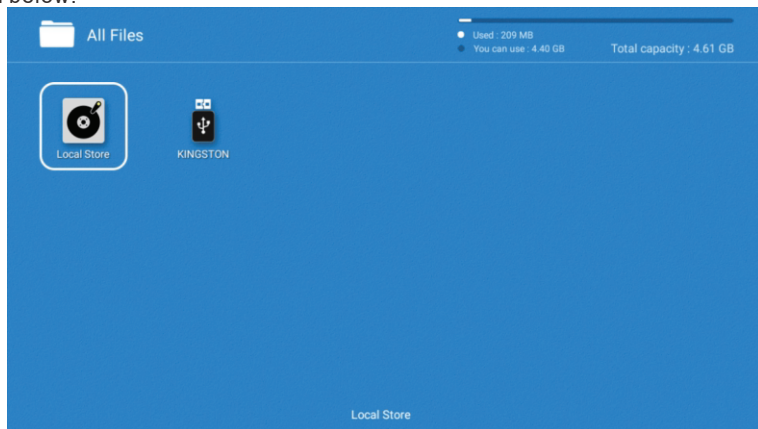 below:
All Files
Used : 209 MB
You can use : 4.40 GB
Total capacity : 4.61 GB
Local Store
KINGSTON
Local Store